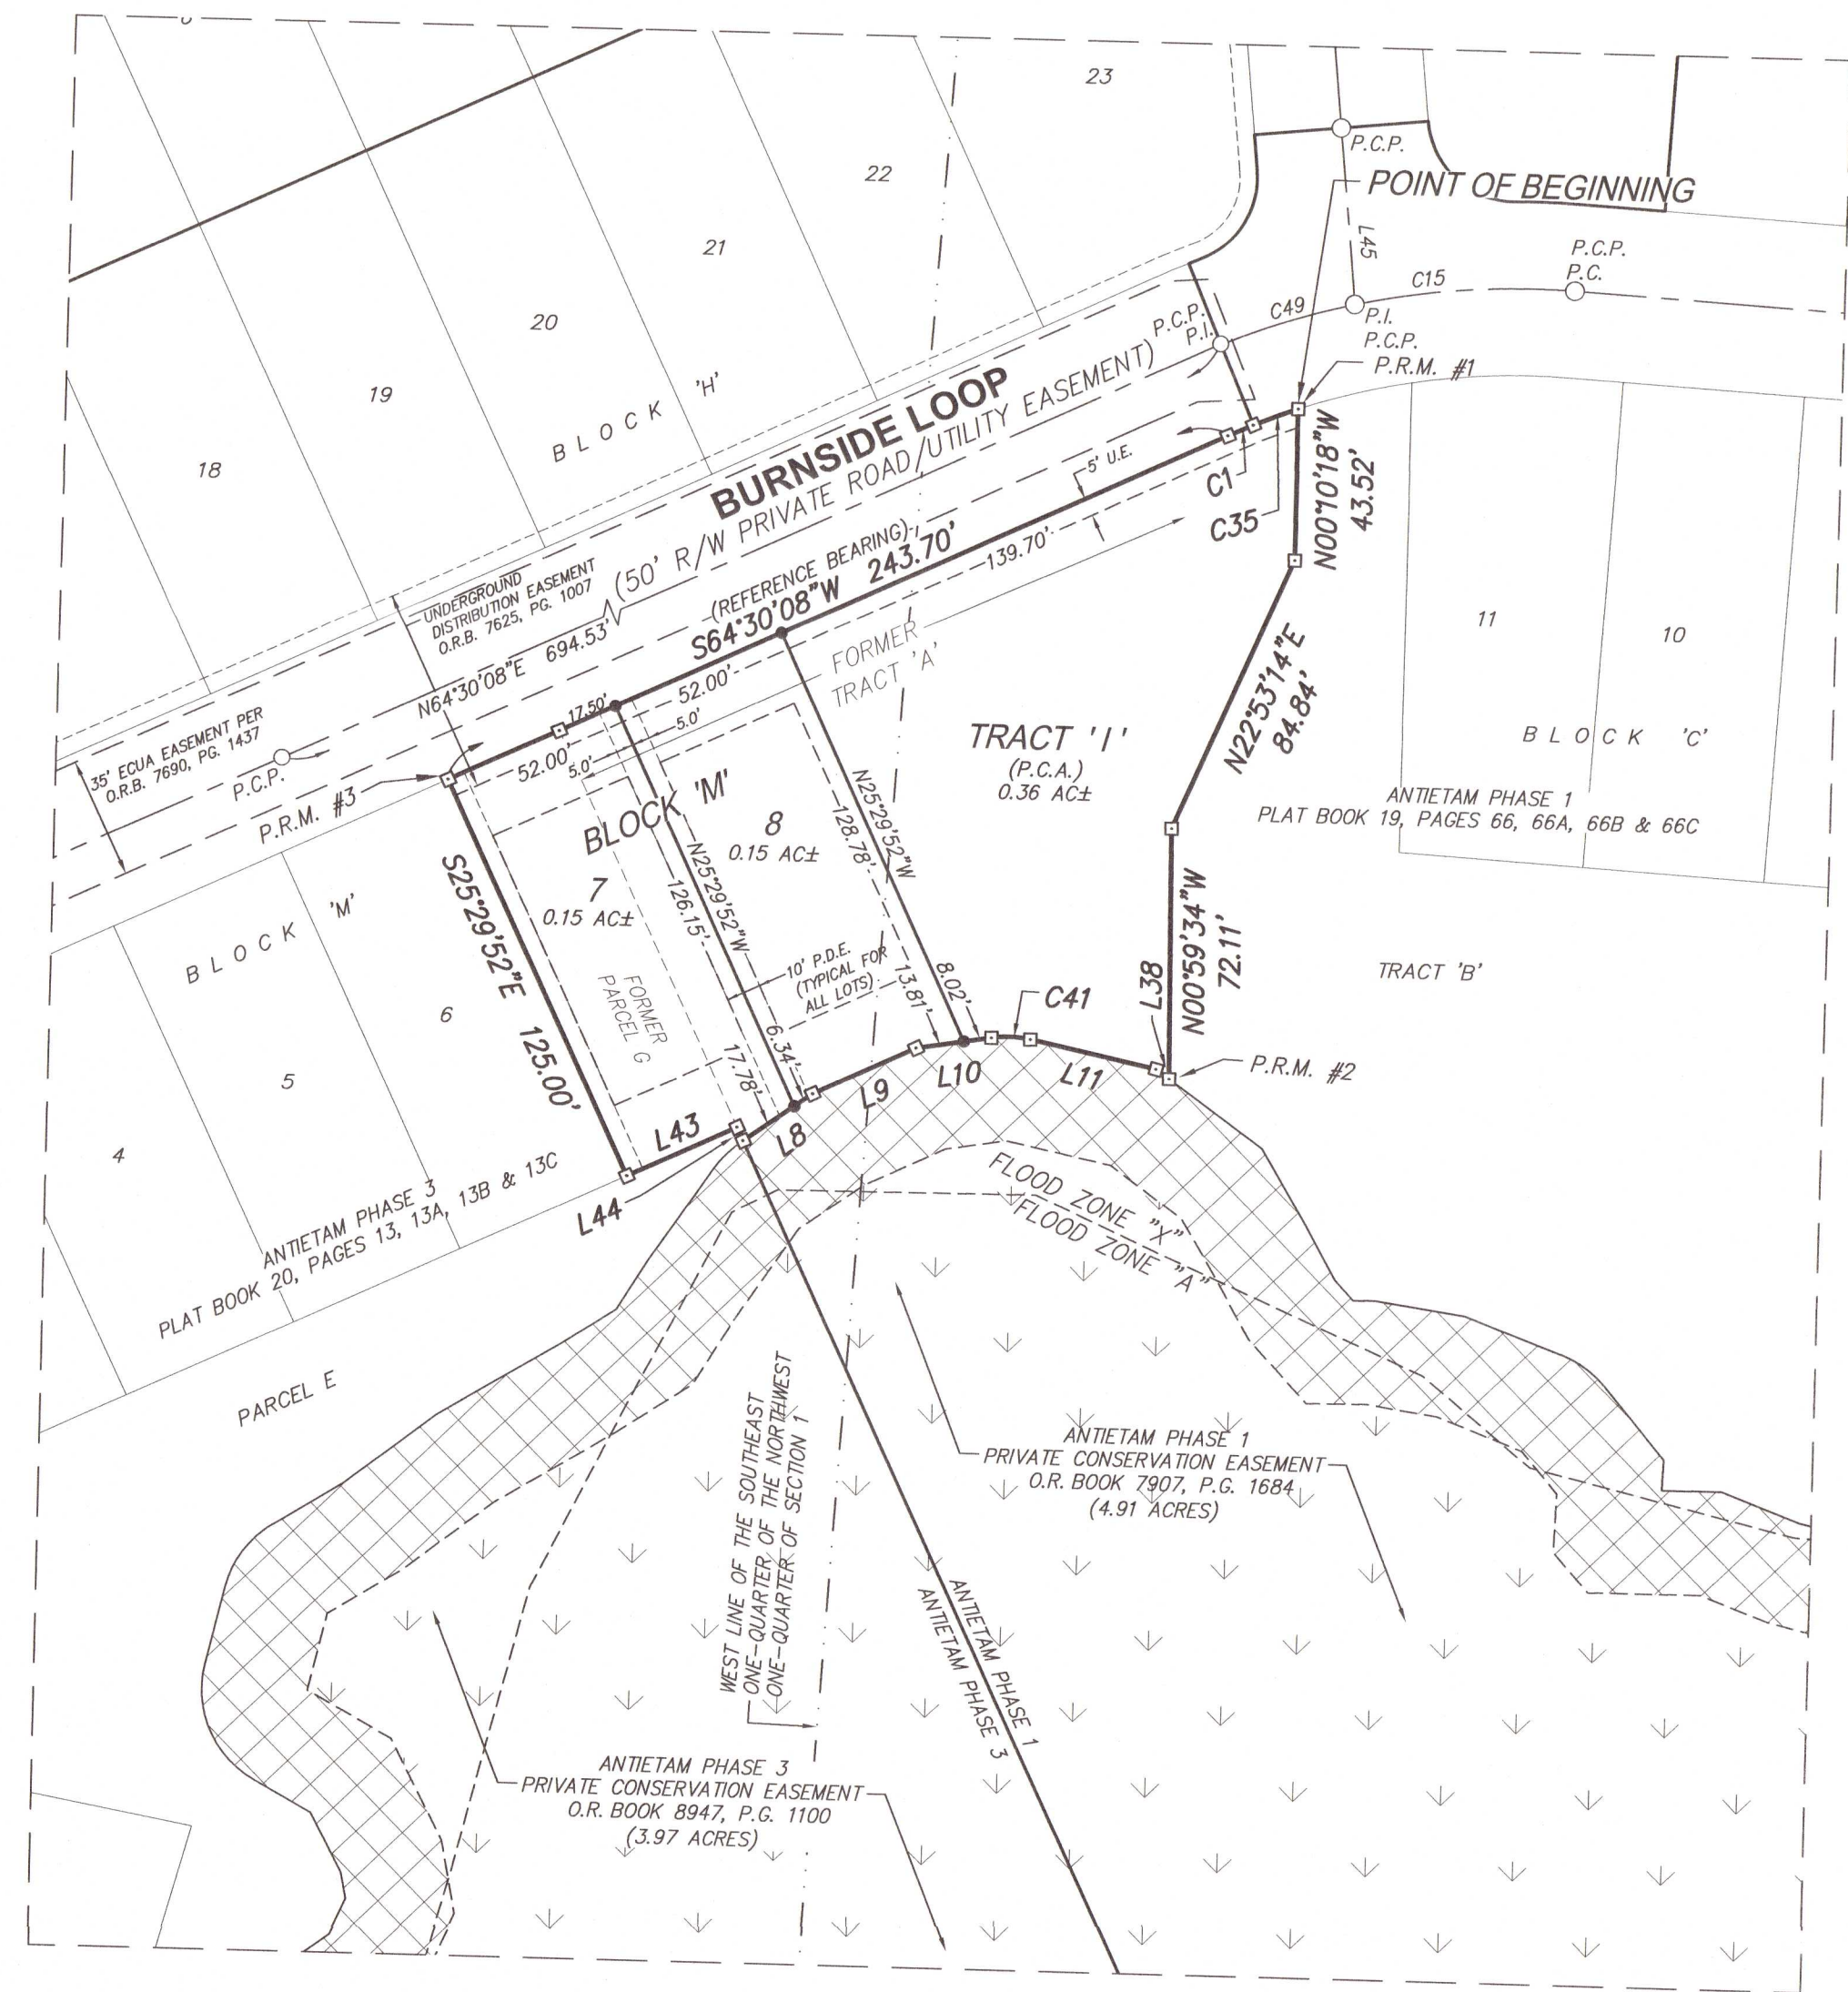 23
22
21
20
19
18
BLOCK 'H'
P.C.P.
POINT OF BEGINNING
L45
P.C.P.
P.C.
C15
C49
P.I.
P.C.P.
P.C.P.
P.I.
P.R.M. #1
BURNSIDE LOOP
(50' R/W PRIVATE ROAD/UTILITY EASEMENT)
5' U.E.
C1
C35
N00°10'18"W
43.52'
UNDERGROUND
DISTRIBUTION EASEMENT
O.R.B. 7625, PG. 1007
N64°30'08"E 694.53'
(REFERENCE BEARING)
S64°30'08"W 243.70'
139.70'
FORMER
TRACT 'A'
52.00'
17.50'
5.0'
52.00'
5.0'
35' ECUA EASEMENT PER
O.R.B. 7690, PG. 1437
P.C.P.
P.R.M. #3
11
10
BLOCK 'C'
N22°53'14"E
84.84'
ANTIETAM PHASE 1
PLAT BOOK 19, PAGES 66, 66A, 66B & 66C
TRACT 'I'
(P.C.A.)
0.36 AC±
BLOCK 'M'
8
0.15 AC±
7
0.15 AC±
N25°29'52"W
128.78'
N25°29'52"W
126.15'
S25°29'52"E 125.00'
FORMER
PARCEL G
10' P.D.E.
(TYPICAL FOR
ALL LOTS)
13.81'
8.02'
6.34'
17.78'
C41
L38
N00°59'34"W
72.11'
TRACT 'B'
P.R.M. #2
L11
L10
L9
L8
L43
L44
BLOCK 'M'
6
5
4
ANTIETAM PHASE 3
PLAT BOOK 20, PAGES 13, 13A, 13B & 13C
PARCEL E
FLOOD ZONE "X"
FLOOD ZONE "A"
WEST LINE OF THE SOUTHEAST
ONE-QUARTER OF THE NORTHWEST
ONE-QUARTER OF SECTION 1
ANTIETAM PHASE 1
PRIVATE CONSERVATION EASEMENT
O.R. BOOK 7907, P.G. 1684
(4.91 ACRES)
ANTIETAM PHASE 1
ANTIETAM PHASE 3
ANTIETAM PHASE 3
PRIVATE CONSERVATION EASEMENT
O.R. BOOK 8947, P.G. 1100
(3.97 ACRES)